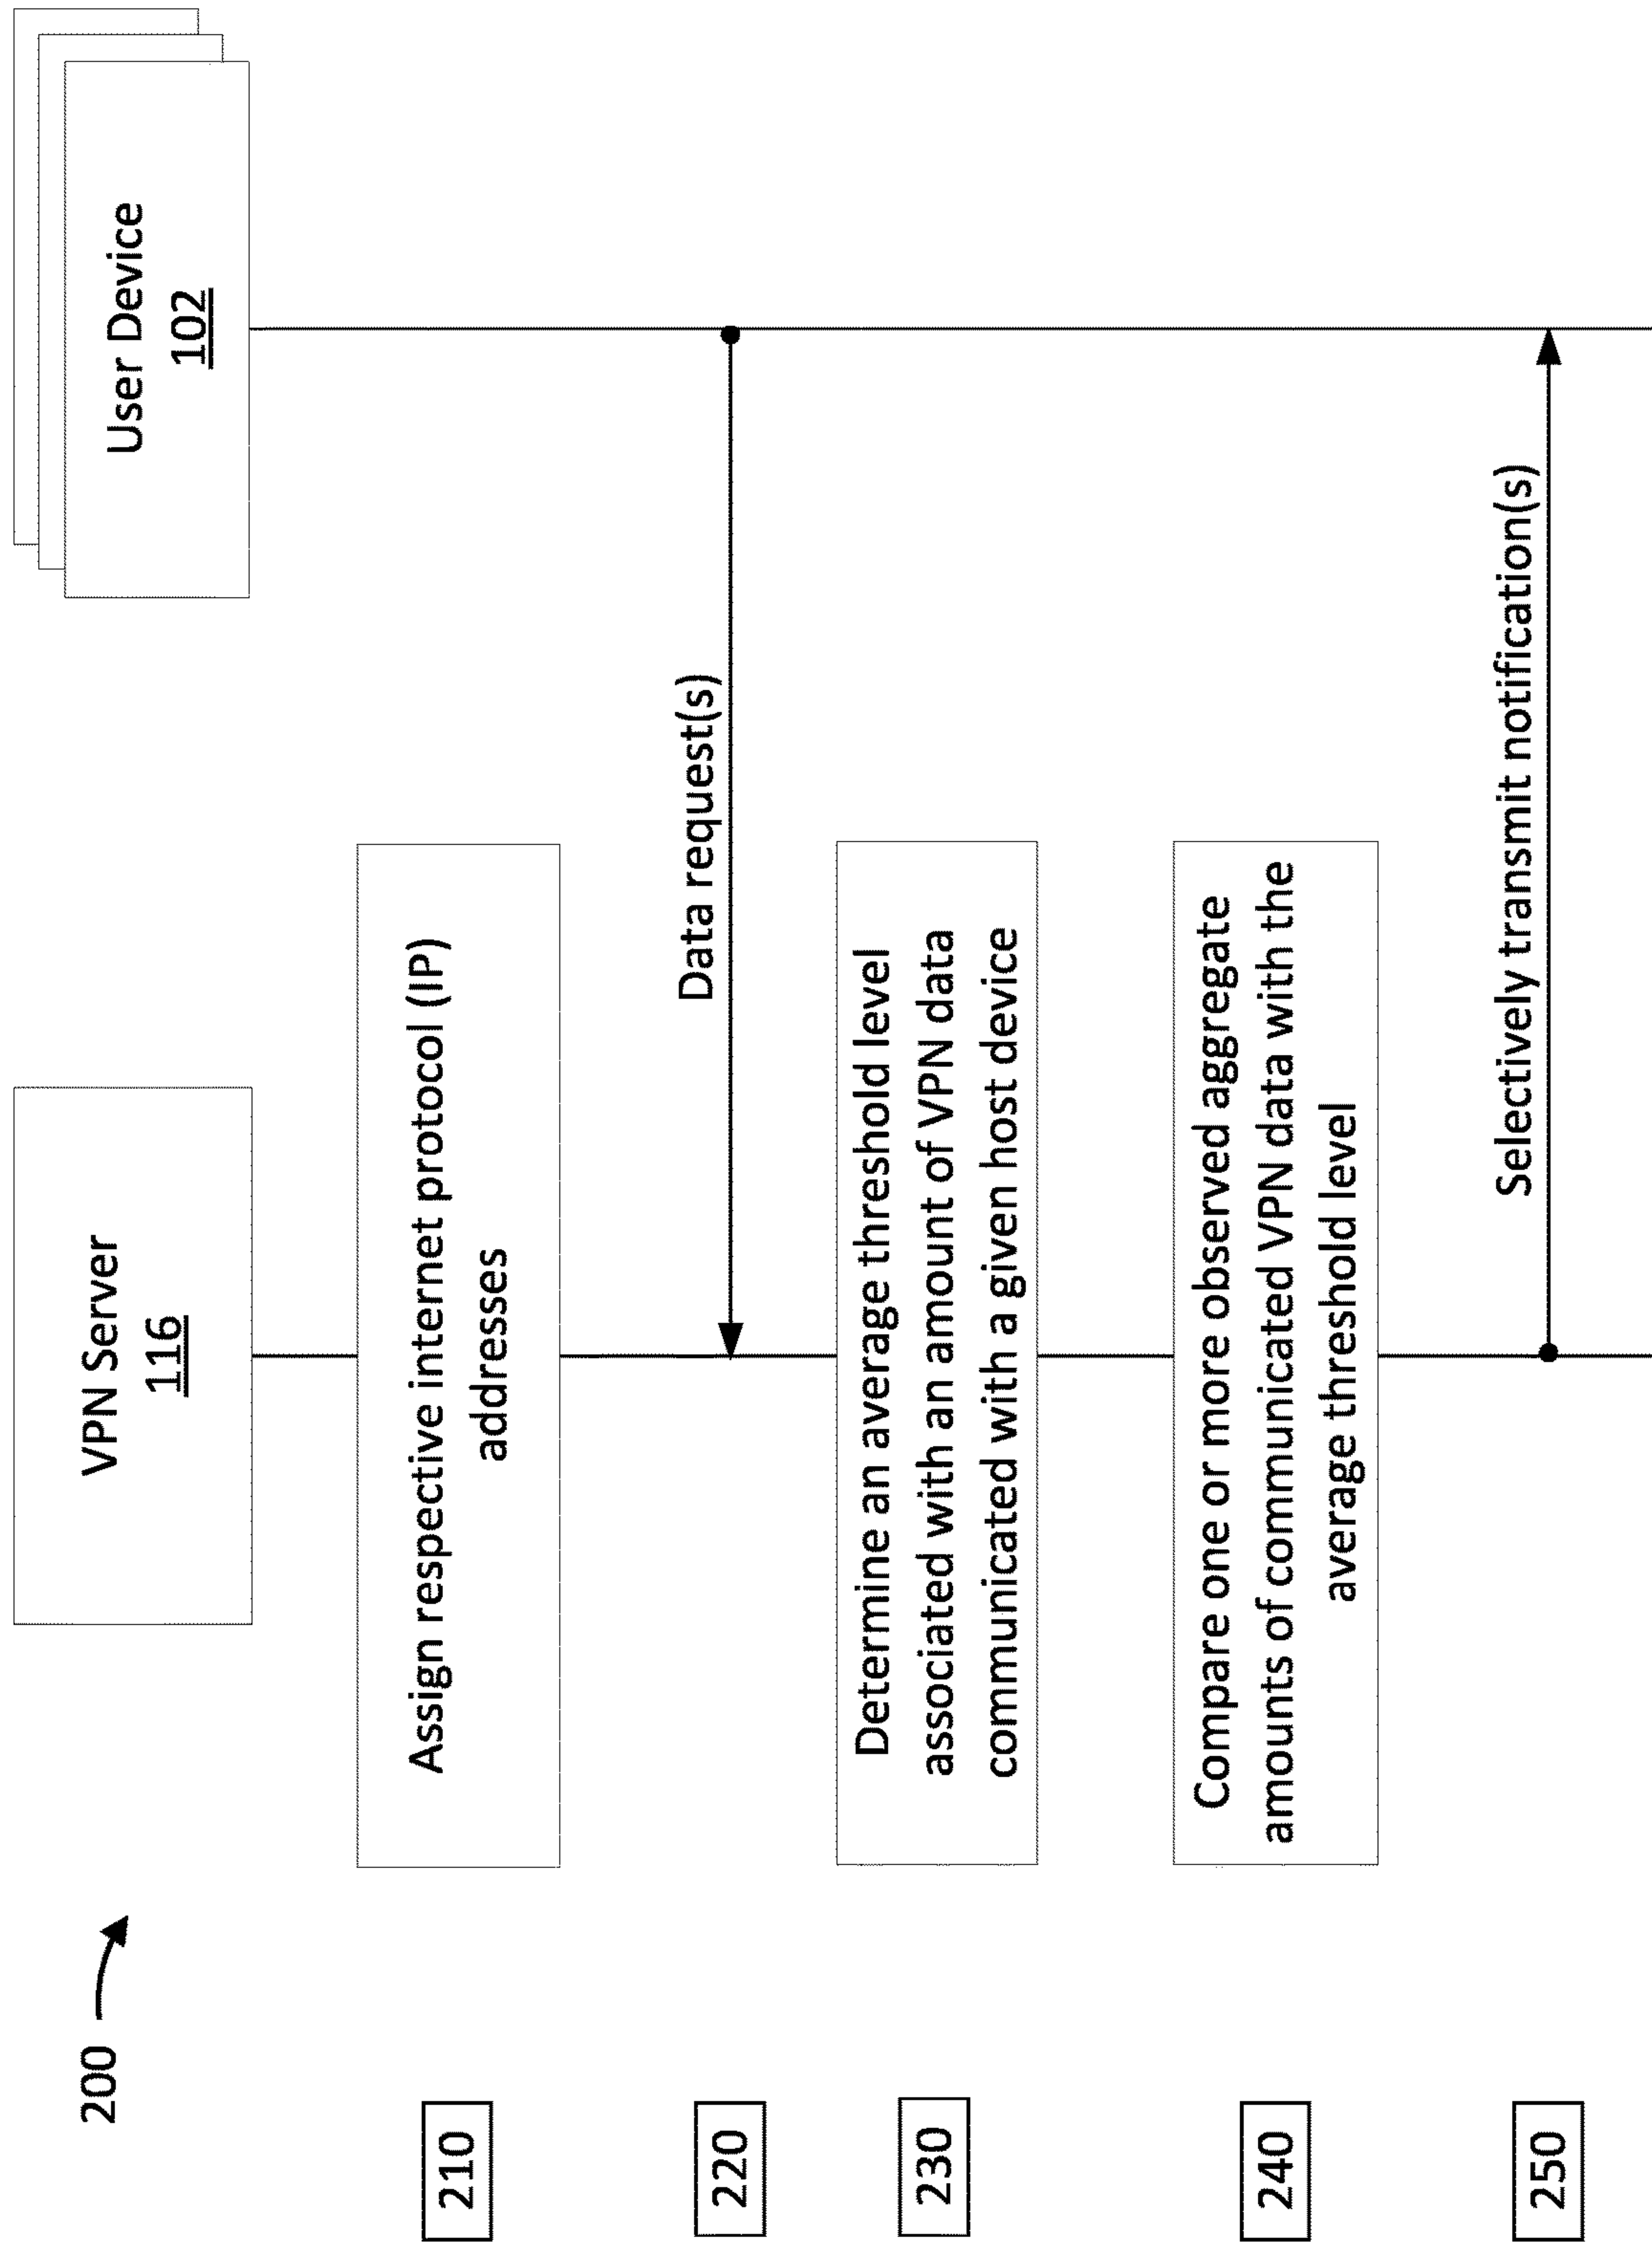 200
VPN Server
116
User Device
102
210
Assign respective internet protocol (IP)
addresses
220
Data request(s)
230
Determine an average threshold level
associated with an amount of VPN data
communicated with a given host device
240
Compare one or more observed aggregate
amounts of communicated VPN data with the
average threshold level
250
Selectively transmit notification(s)